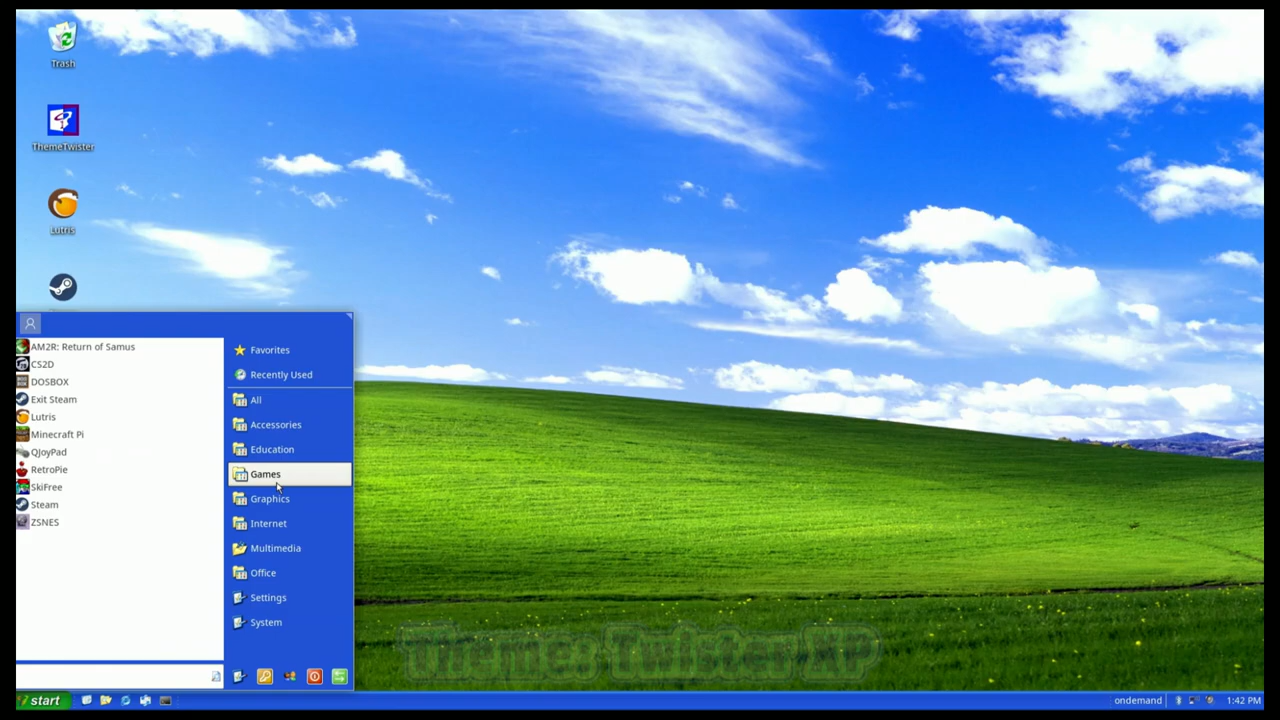 Trash
ThemeTwister
Lutris
AM2R: Return of Samus
CS2D
DOSBOX
Exit Steam
Lutris
Minecraft Pi
QJoyPad
RetroPie
SkiFree
Steam
ZSNES
Favorites
Recently Used
All
Accessories
Education
Games
Graphics
Internet
Multimedia
Office
Settings
System
Theme: Twister XP
start
ondemand
1:42 PM